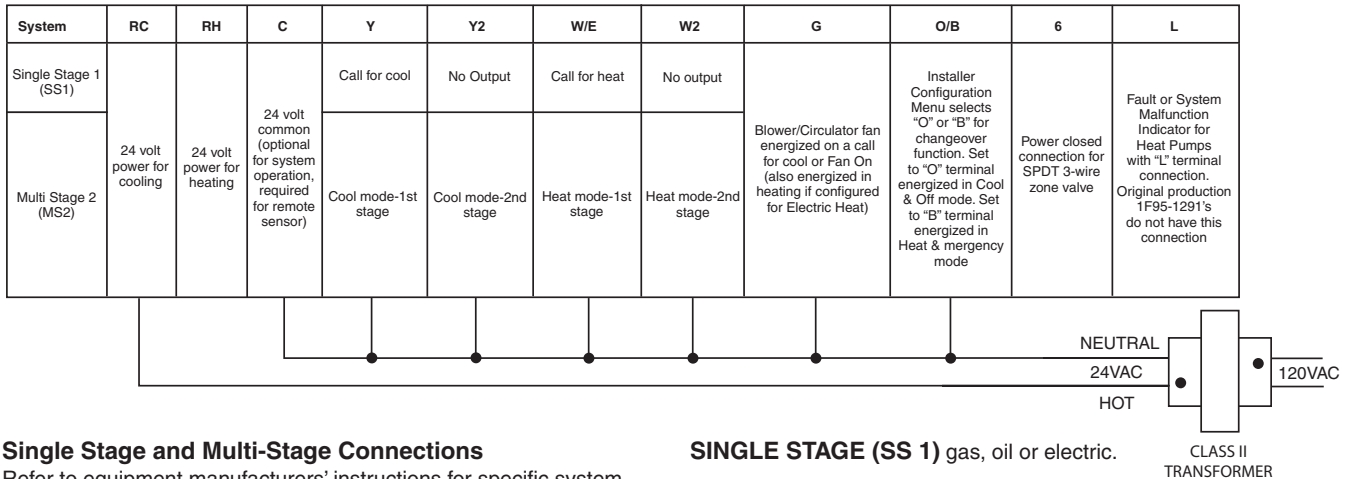 System RC RH C Y Y2 W/E W2 G O/B 6 L
Single Stage 1
(SS1)
Multi Stage 2
(MS2)
24 volt
power for
cooling
24 volt
power for
heating
24 volt
common
(optional
for system
operation,
required
for remote
sensor)
Call for cool
Cool mode-1st
stage
No Output
Cool mode-2nd
stage
Call for heat
Heat mode-1st
stage
No output
Heat mode-2nd
stage
Blower/Circulator fan
energized on a call
for cool or Fan On
(also energized in
heating if configured
for Electric Heat)
Installer
Configuration
Menu selects
“O” or “B” for
changeover
function. Set
to “O” terminal
energized in Cool
& Off mode. Set
to “B” terminal
energized in
Heat & mergency
mode
Power closed
connection for
SPDT 3-wire
zone valve
Fault or System
Malfunction
Indicator for
Heat Pumps
with “L” terminal
connection.
Original production
1F95-1291’s
do not have this
connection
NEUTRAL
24VAC
HOT
120VAC
CLASS II
TRANSFORMER
Single Stage and Multi-Stage Connections
Refer to equipment manufacturers’ instructions for specific system
SINGLE STAGE (SS 1) gas, oil or electric.